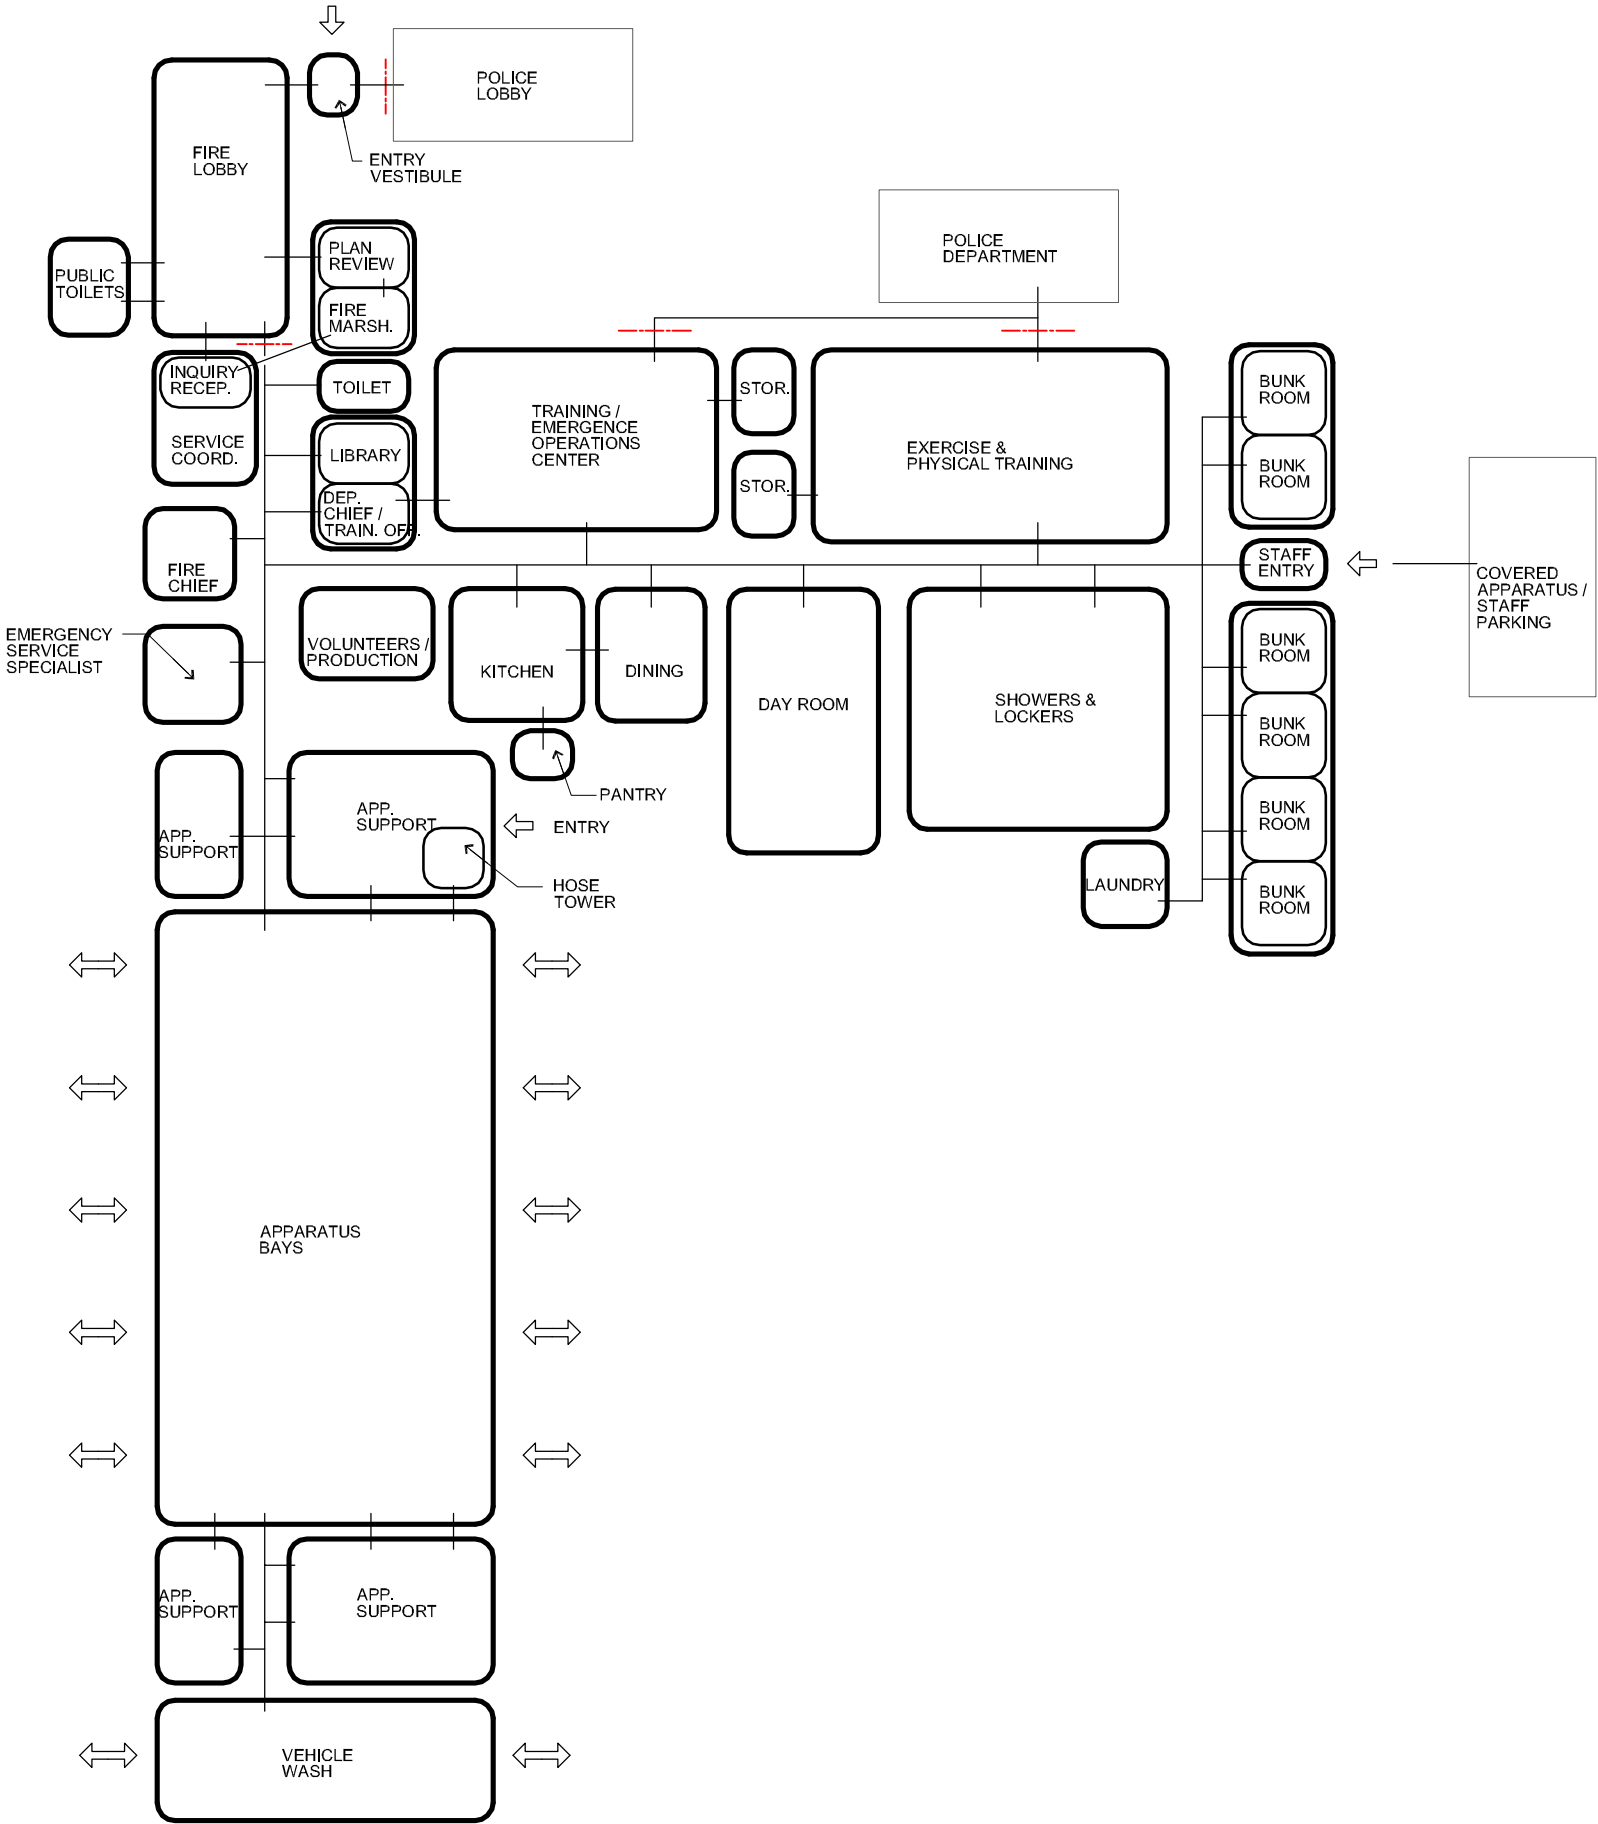 POLICE
LOBBY
FIRE
LOBBY
ENTRY
VESTIBULE
PLAN
REVIEW
POLICE
DEPARTMENT
PUBLIC
TOILETS
FIRE
MARSH.
INQUIRY
RECEP.
TOILET
STOR.
BUNK
ROOM
SERVICE
COORD.
LIBRARY
TRAINING /
EMERGENCE
OPERATIONS
CENTER
EXERCISE &
PHYSICAL TRAINING
BUNK
ROOM
STOR.
DEP.
CHIEF /
TRAIN. OFF.
FIRE
CHIEF
STAFF
ENTRY
COVERED
APPARATUS /
STAFF
PARKING
EMERGENCY
SERVICE
SPECIALIST
VOLUNTEERS /
PRODUCTION
KITCHEN
DINING
DAY ROOM
SHOWERS &
LOCKERS
BUNK
ROOM
BUNK
ROOM
PANTRY
APP.
SUPPORT
APP.
SUPPORT
ENTRY
BUNK
ROOM
HOSE
TOWER
LAUNDRY
BUNK
ROOM
APPARATUS
BAYS
APP.
SUPPORT
APP.
SUPPORT
VEHICLE
WASH